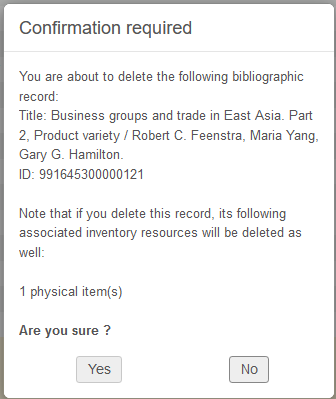 Confirmation required
You are about to delete the following bibliographic
record:
Title: Business groups and trade in East Asia. Part
2, Product variety / Robert C. Feenstra, Maria Yang,
Gary G. Hamilton.
ID: 991645300000121
Note that if you delete this record, its following
associated inventory resources will be deleted as
well:
1 physical item(s)
Are you sure ?
Yes No